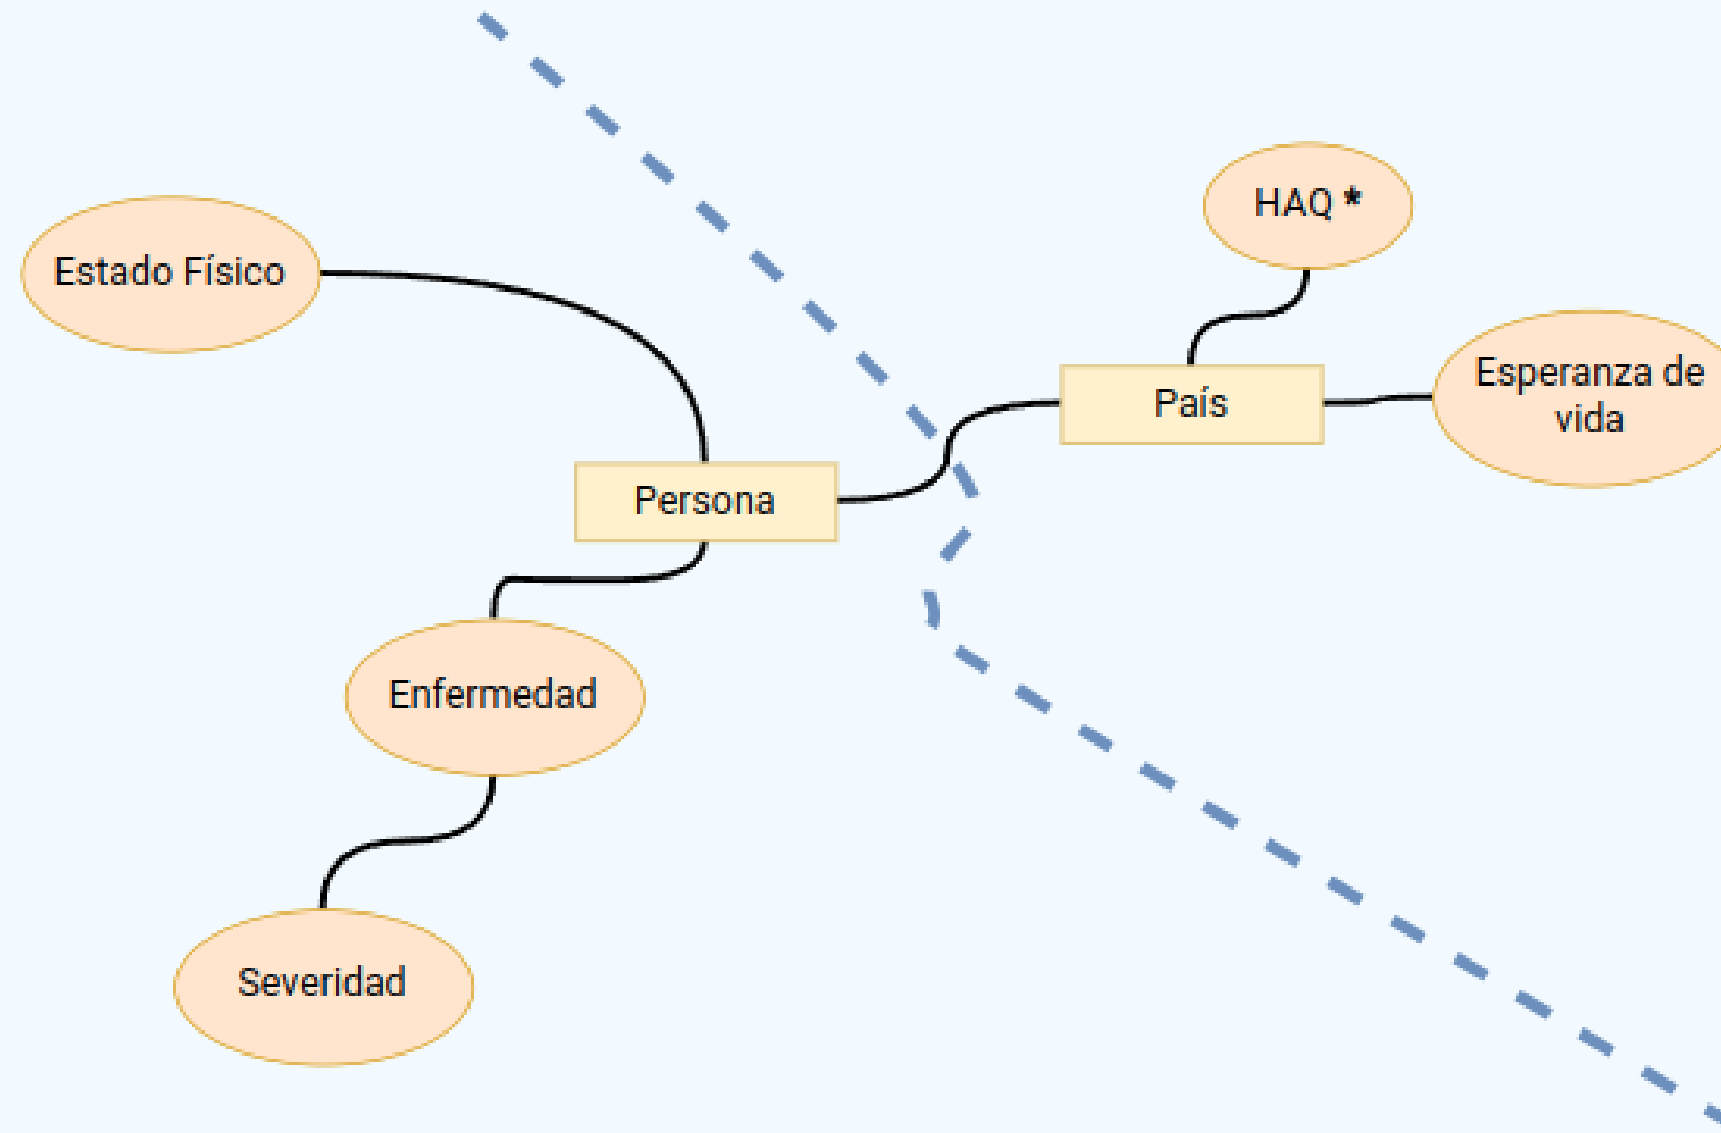 HAQ *
Estado Físico
Esperanza de
vida
País
Persona
Enfermedad
Severidad